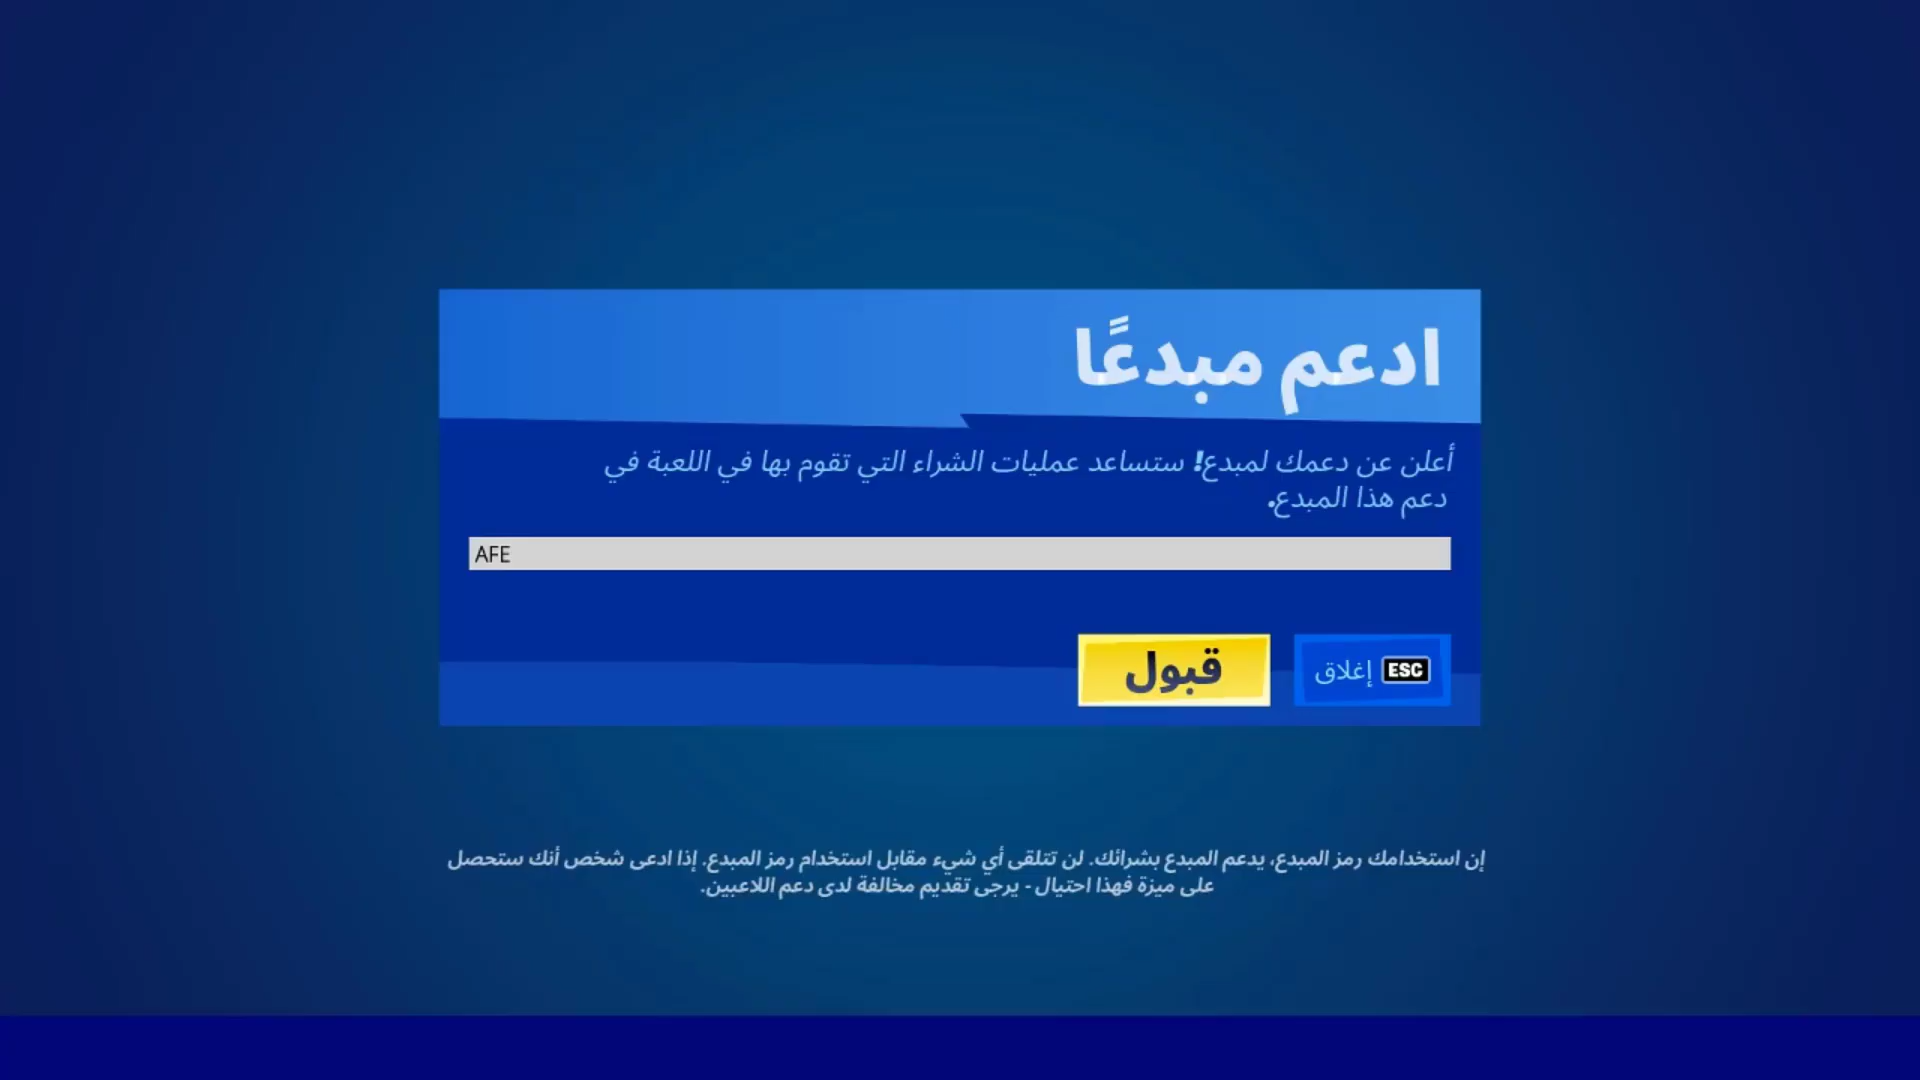 ادعم مبدعًا
أعلن عن دعمك لمبدع! ستساعد عمليات الشراء التي تقوم بها في اللعبة في
دعم هذا المبدع.
AFE
ESC إغلاق
قبول
إن استخدامك رمز المبدع، يدعم المبدع بشرائك. لن تتلقى أي شيء مقابل استخدام رمز المبدع. إذا ادعى شخص أنك ستحصل
على ميزة فهذا احتيال - يرجى تقديم مخالفة لدى دعم اللاعبين.